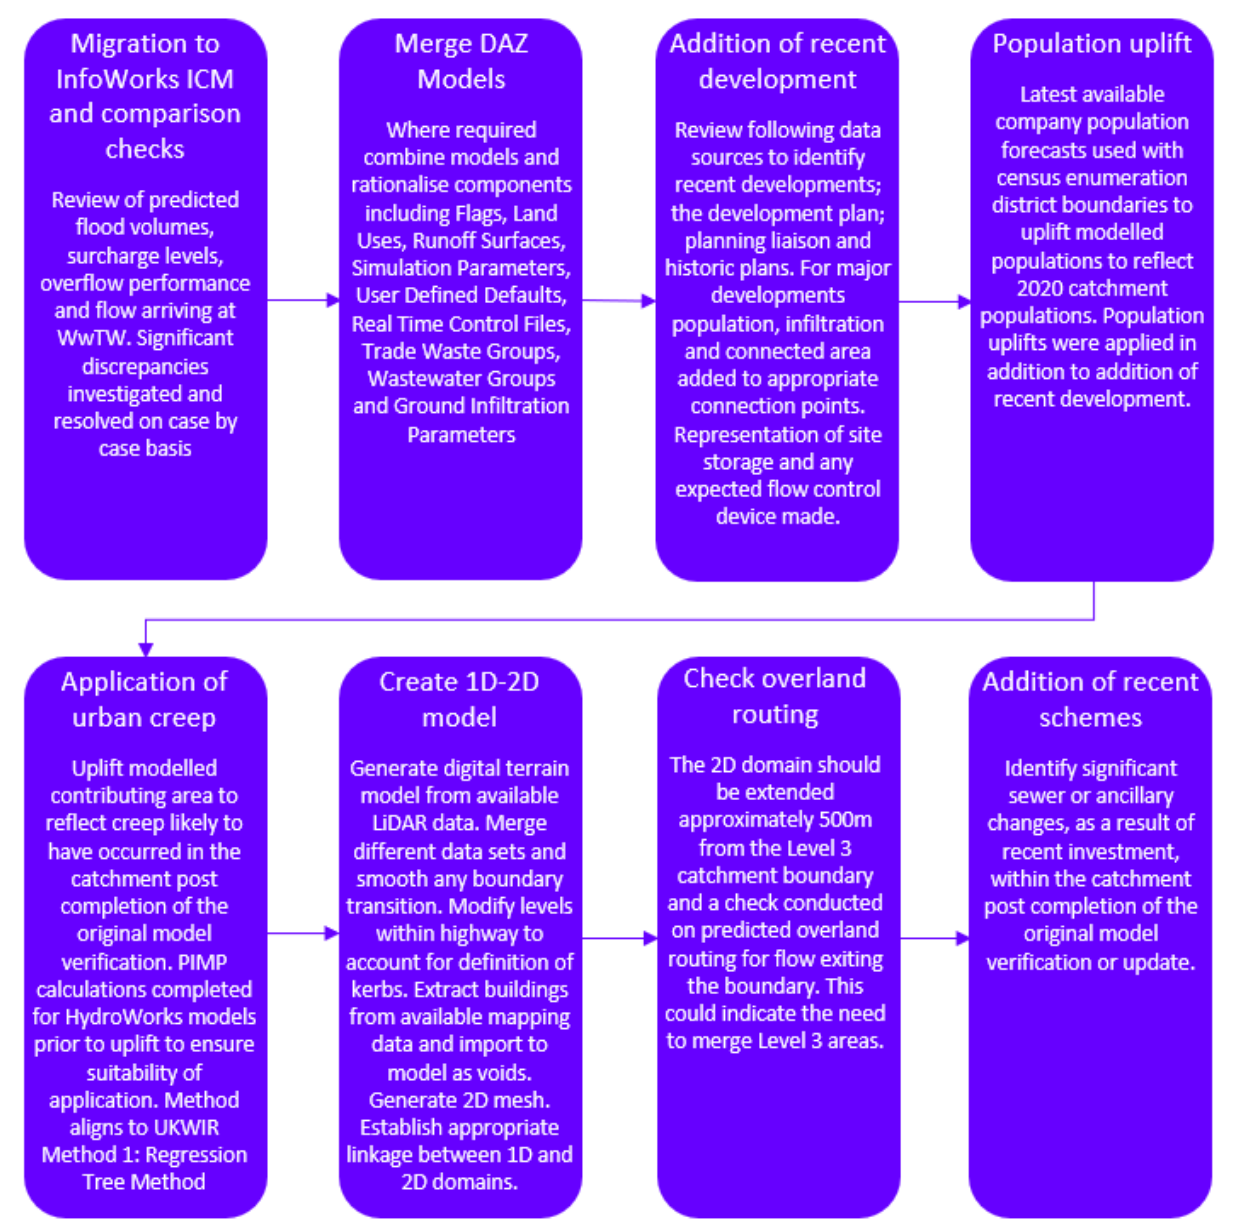 Migration to
InfoWorks ICM
and comparison
checks
Review of predicted
flood volumes,
surcharge levels,
overflow performance
and flow arriving at
WwTW. Significant
discrepancies
investigated and
resolved on case by
case basis
Merge DAZ
Models
Where required
combine models and
rationalise components
including Flags, Land
Uses, Runoff Surfaces,
Simulation Parameters,
User Defined Defaults,
Real Time Control Files,
Trade Waste Groups,
Wastewater Groups
and Ground Infiltration
Parameters
Addition of recent
development
Review following data
sources to identify
recent developments;
the development plan;
planning liaison and
historic plans. For major
developments
population, infiltration
and connected area
added to appropriate
connection points.
Representation of site
storage and any
expected flow control
device made.
Population uplift
Latest available
company population
forecasts used with
census enumeration
district boundaries to
uplift modelled
populations to reflect
2020 catchment
populations. Population
uplifts were applied in
addition to addition of
recent development.
Application of
urban creep
Uplift modelled
contributing area to
reflect creep likely to
have occurred in the
catchment post
completion of the
original model
verification. PIMP
calculations completed
for HydroWorks models
prior to uplift to ensure
suitability of
application. Method
aligns to UKWIR
Method 1: Regression
Tree Method
Create 1D-2D
model
Generate digital terrain
model from available
LiDAR data. Merge
different data sets and
smooth any boundary
transition. Modify levels
within highway to
account for definition of
kerbs. Extract buildings
from available mapping
data and import to
model as voids.
Generate 2D mesh.
Establish appropriate
linkage between 1D and
2D domains.
Check overland
routing
The 2D domain should
be extended
approximately 500m
from the Level 3
catchment boundary
and a check conducted
on predicted overland
routing for flow exiting
the boundary. This
could indicate the need
to merge Level 3 areas.
Addition of recent
schemes
Identify significant
sewer or ancillary
changes, as a result of
recent investment,
within the catchment
post completion of the
original model
verification or update.